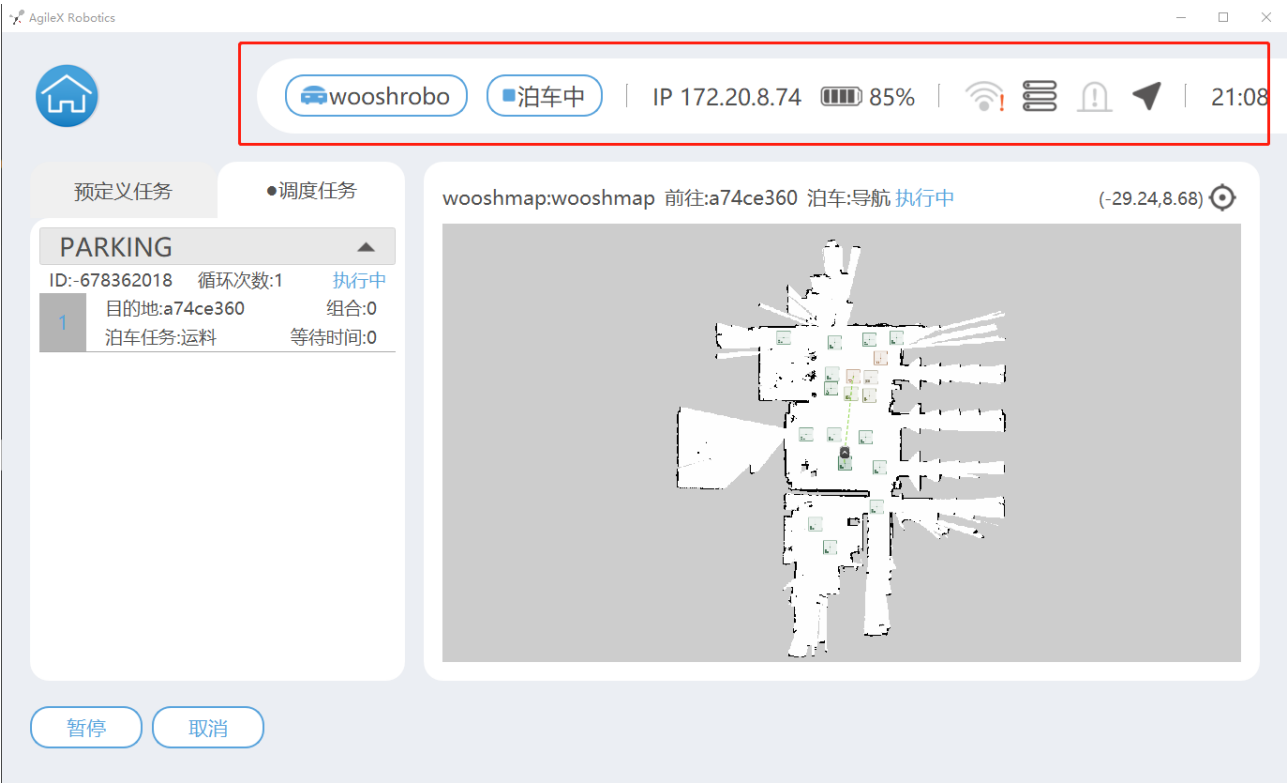 AgileX Robotics
wooshrobo 泊车中 IP 172.20.8.74 85% 21:08
预定义任务 ●调度任务
PARKING
ID:-678362018 循环次数:1 执行中
1
目的地:a74ce360 组合:0
泊车任务:运料 等待时间:0
wooshmap:wooshmap 前往:a74ce360 泊车:导航 执行中 (-29.24,8.68)
暂停 取消